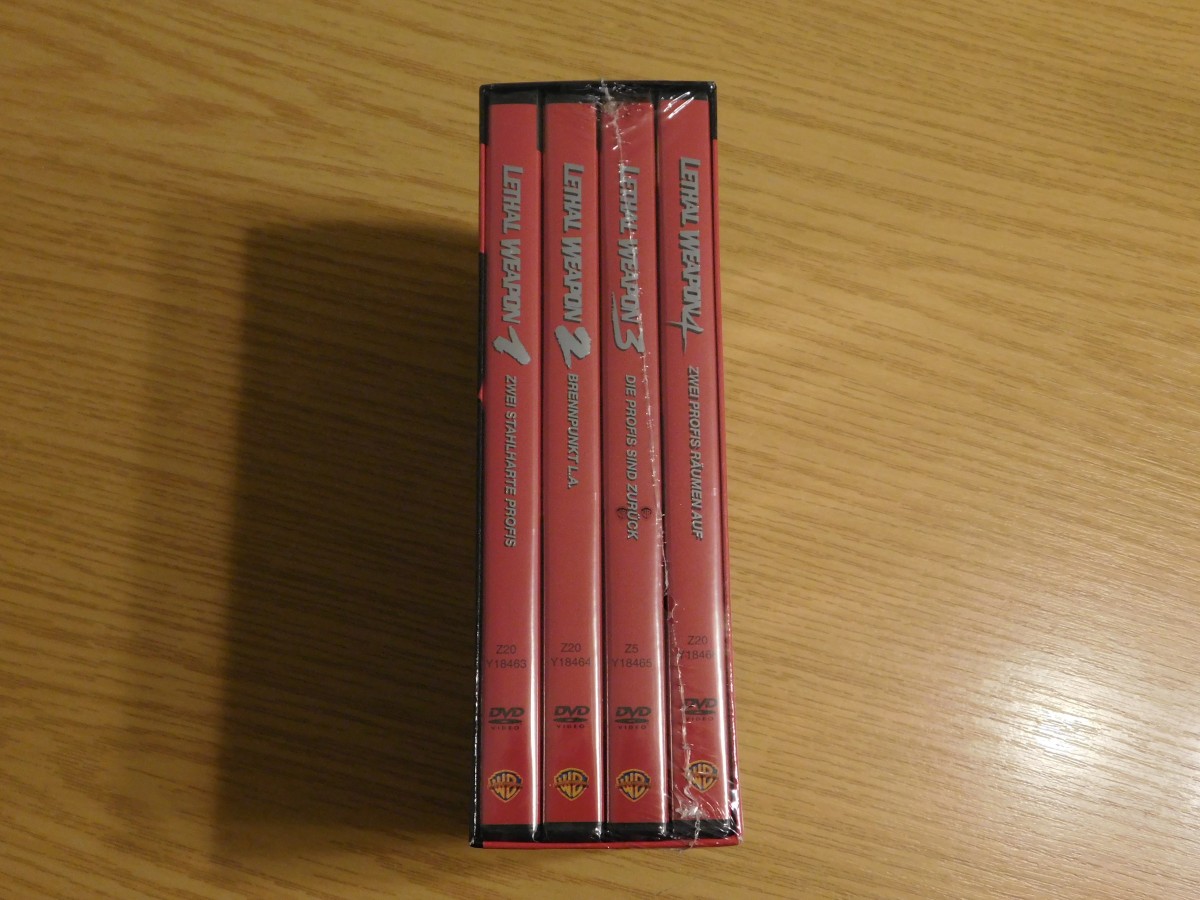 LETHAL WEAPON 1
ZWEI STAHLHARTE PROFIS
Z20
Y18463
DVD
VIDEO
WB
LETHAL WEAPON 2
BRENNPUNKT L.A.
Z20
Y18464
DVD
VIDEO
WB
LETHAL WEAPON 3
DIE PROFIS SIND ZURÜCK
Z5
Y18465
DVD
VIDEO
WB
LETHAL WEAPON 4
ZWEI PROFIS RÄUMEN AUF
Z20
DVD
VIDEO
WB